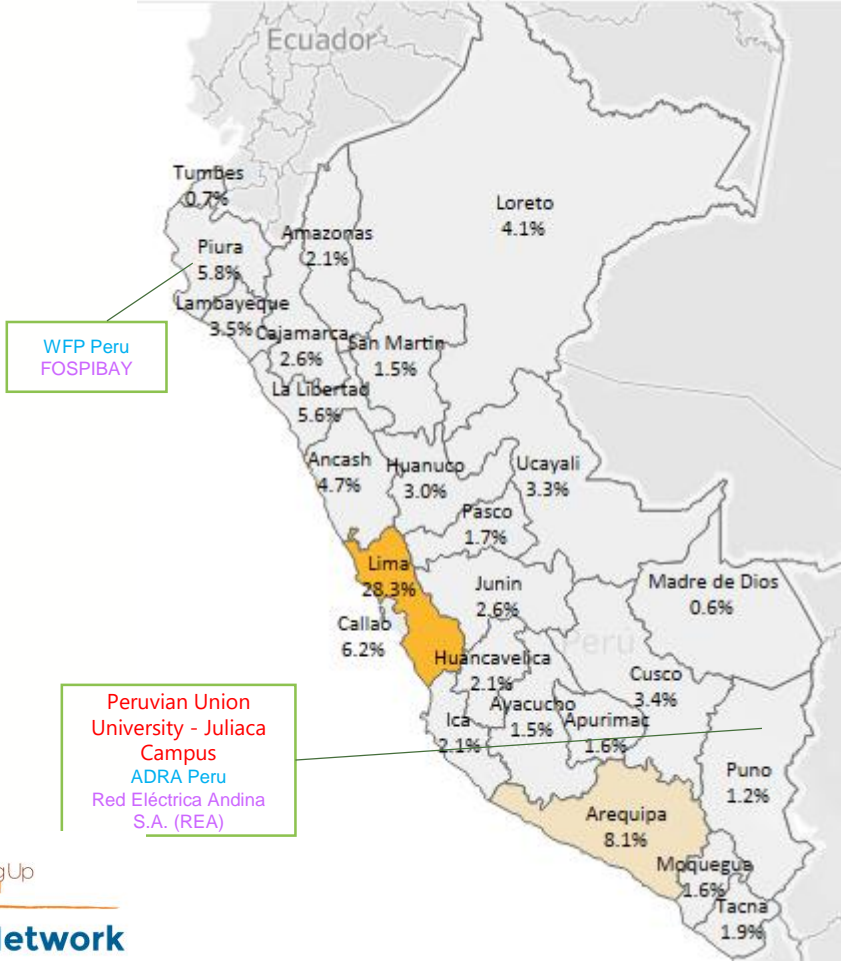 Ecuador
Tumbes
0.7%
Loreto
4.1%
Amazonas
2.1%
Piura
5.8%
Lambayeque
3.5%
Cajamarca
2.6%
San Martin
1.5%
WFP Peru
FOSPIBAY
La Libertad
5.6%
Ancash
4.7%
Huanuco
3.0%
Ucayali
3.3%
Pasco
1.7%
Lima
28.3%
Junin
2.6%
Madre de Dios
0.6%
Callao
6.2%
Perú
Huancavelica
2.1%
Cusco
3.4%
Peruvian Union
University - Juliaca
Campus
ADRA Peru
Red Eléctrica Andina
S.A. (REA)
Ica
2.1%
Ayacucho
1.5%
Apurimac
1.6%
Puno
1.2%
Arequipa
8.1%
Moquegua
1.6%
Tacna
1.9%
gUp
etwork